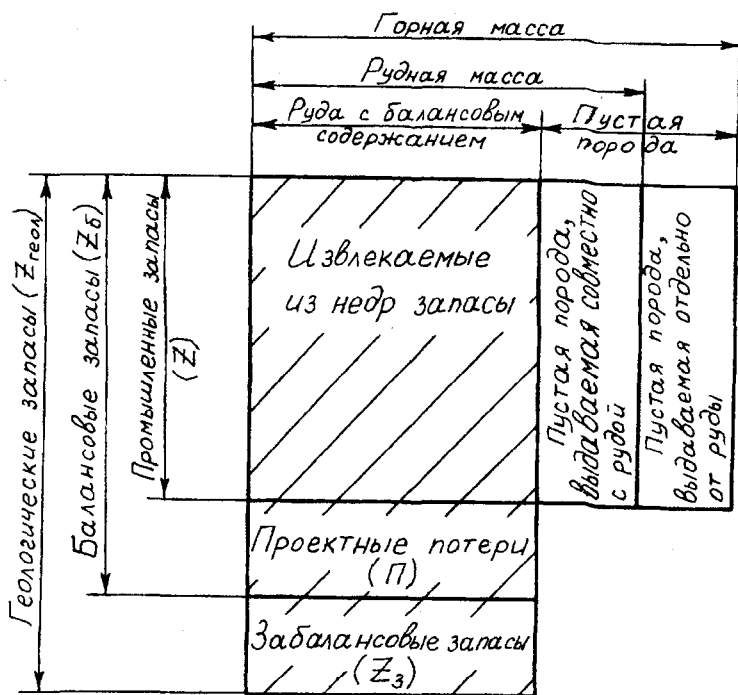 Горная масса
Рудная масса
Руда с балансовым
содержанием
Пустая
порода
Геологические запасы (Zгеол)
Балансовые запасы (Zб)
Промышленные запасы
(Z)
Извлекаемые
из недр запасы
Пустая порода,
выдаваемая совместно
с рудой
Пустая порода,
выдаваемая отдельно
от руды
Проектные потери
(П)
Забалансовые запасы
(Zз)